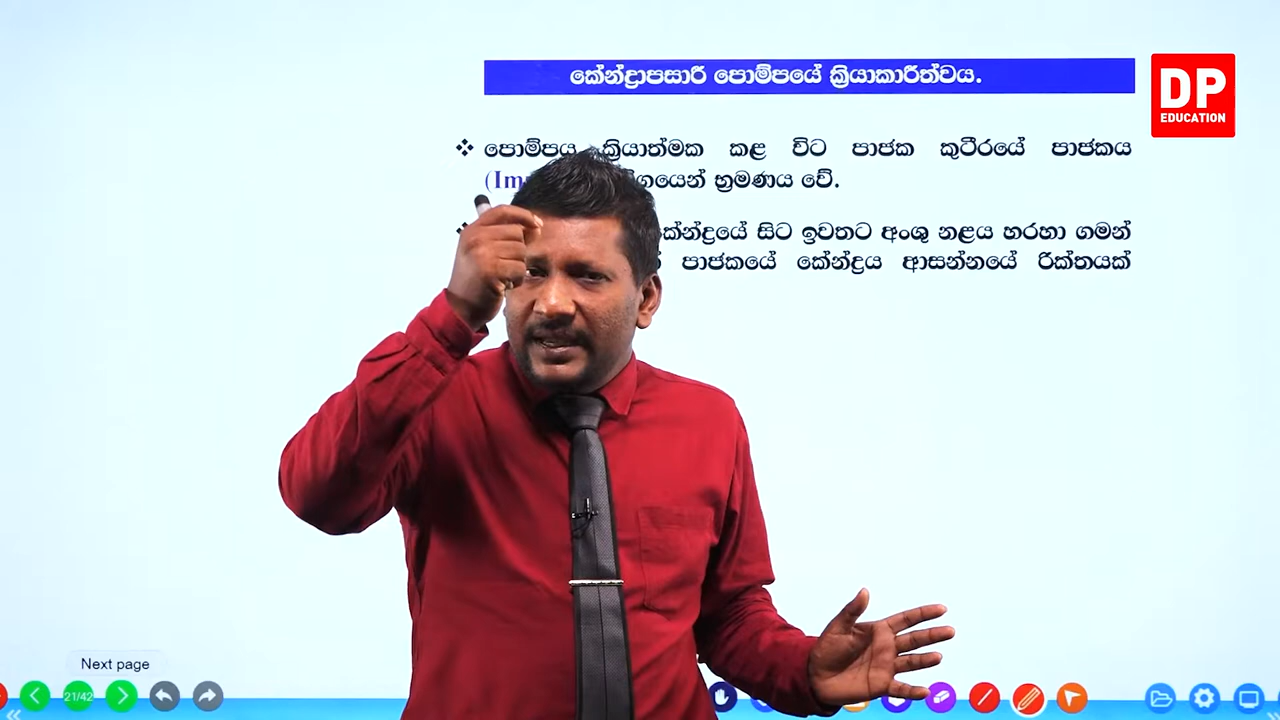 කේන්ද්‍රාපසාරී පොම්පයේ ක්‍රියාකාරීත්වය.
DP
EDUCATION
❖ පොම්පය ක්‍රියාත්මක කළ විට පාජක කුටීරයේ පාජකය
(Im භ්‍රමණය වේ.
කේන්ද්‍රයේ සිට ඉවතට අංශු නළය හරහා ගමන්
පාජකයේ කේන්ද්‍රය ආසන්නයේ රික්තයක්
Next page
21/42